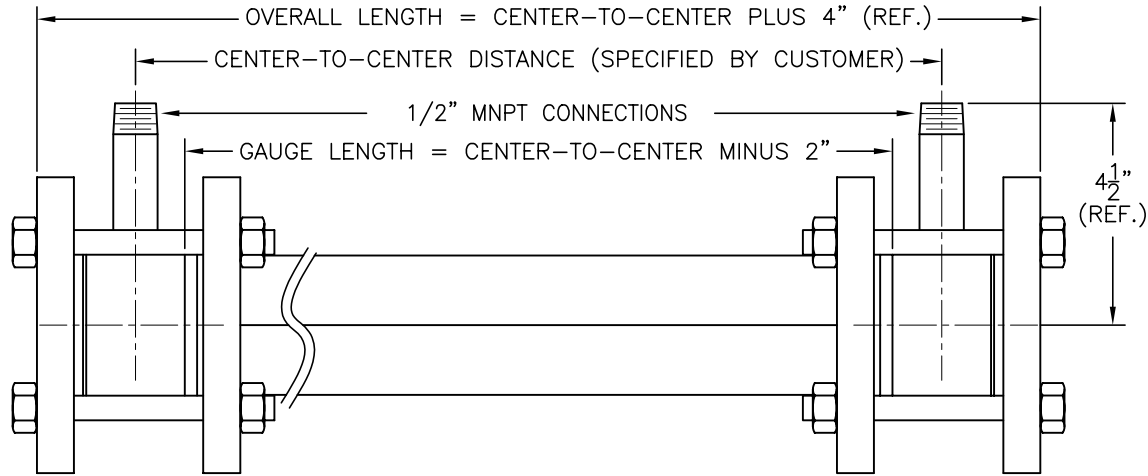 OVERALL LENGTH = CENTER-TO-CENTER PLUS 4" (REF.)
CENTER-TO-CENTER DISTANCE (SPECIFIED BY CUSTOMER)
1/2" MNPT CONNECTIONS
GAUGE LENGTH = CENTER-TO-CENTER MINUS 2"
4 1/2"
(REF.)